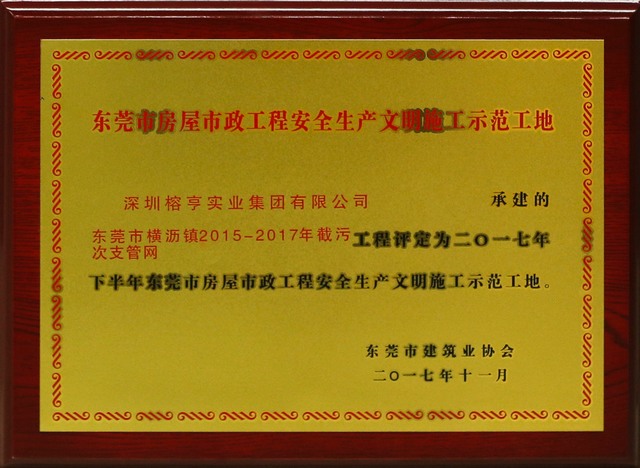 东莞市房屋市政工程安全生产文明施工示范工地
深圳榕亨实业集团有限公司 承建的
东莞市横沥镇2015-2017年截污
次支管网 工程评定为二〇一七年
下半年东莞市房屋市政工程安全生产文明施工示范工地。
东莞市建筑业协会
二〇一七年十一月